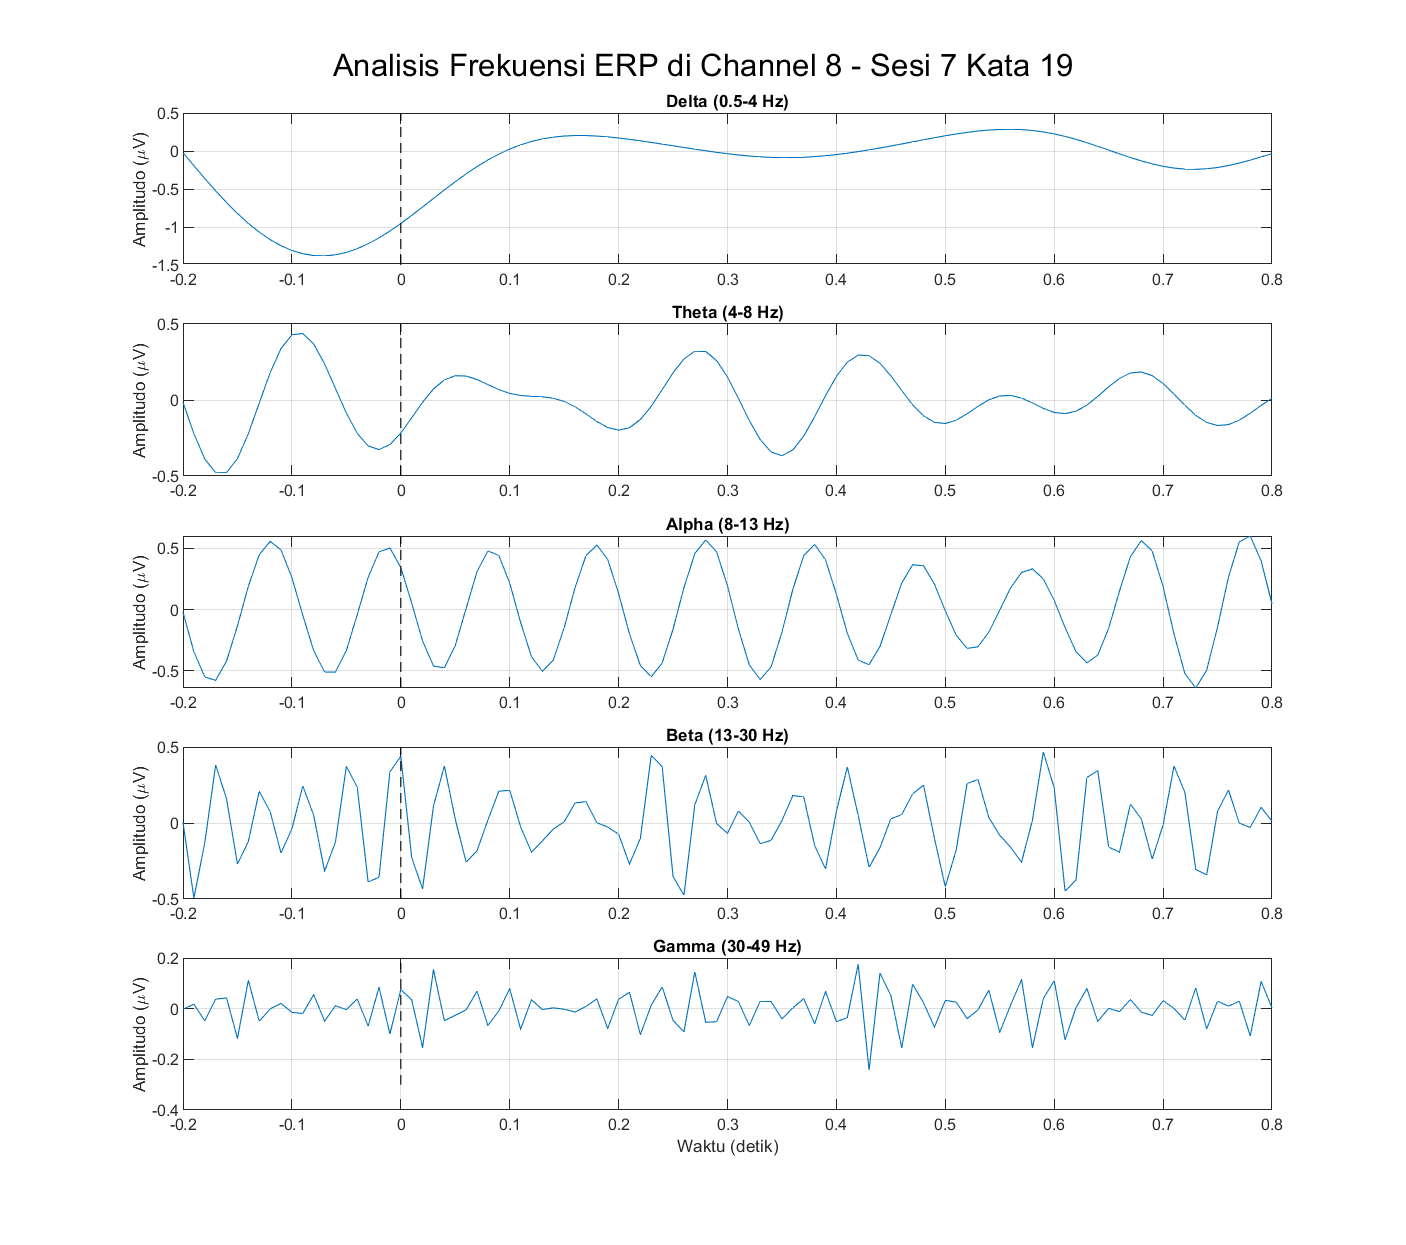 Analisis Frekuensi ERP di Channel 8 - Sesi 7 Kata 19
Delta (0.5-4 Hz)
Amplitudo (μV)
0.5
0
-0.5
-1
-1.5
-0.2 -0.1 0 0.1 0.2 0.3 0.4 0.5 0.6 0.7 0.8
Theta (4-8 Hz)
Amplitudo (μV)
0.5
0
-0.5
-0.2 -0.1 0 0.1 0.2 0.3 0.4 0.5 0.6 0.7 0.8
Alpha (8-13 Hz)
Amplitudo (μV)
0.5
0
-0.5
-0.2 -0.1 0 0.1 0.2 0.3 0.4 0.5 0.6 0.7 0.8
Beta (13-30 Hz)
Amplitudo (μV)
0.5
0
-0.5
-0.2 -0.1 0 0.1 0.2 0.3 0.4 0.5 0.6 0.7 0.8
Gamma (30-49 Hz)
Amplitudo (μV)
0.2
0
-0.2
-0.4
-0.2 -0.1 0 0.1 0.2 0.3 0.4 0.5 0.6 0.7 0.8
Waktu (detik)